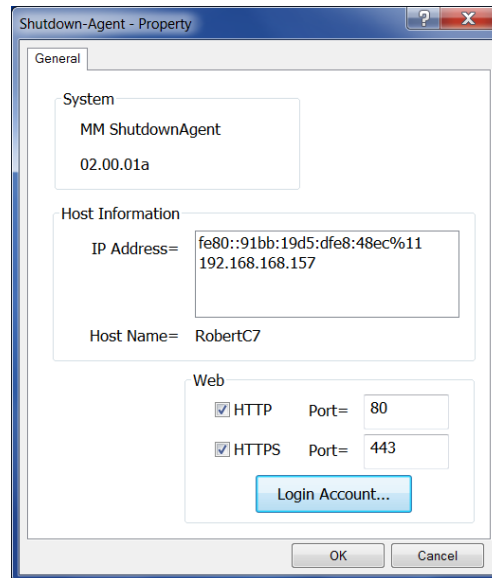 Shutdown-Agent - Property
General
System
MM ShutdownAgent
02.00.01a
Host Information
IP Address= fe80::91bb:19d5:dfe8:48ec%11
192.168.168.157
Host Name= RobertC7
Web
HTTP Port= 80
HTTPS Port= 443
Login Account...
OK Cancel